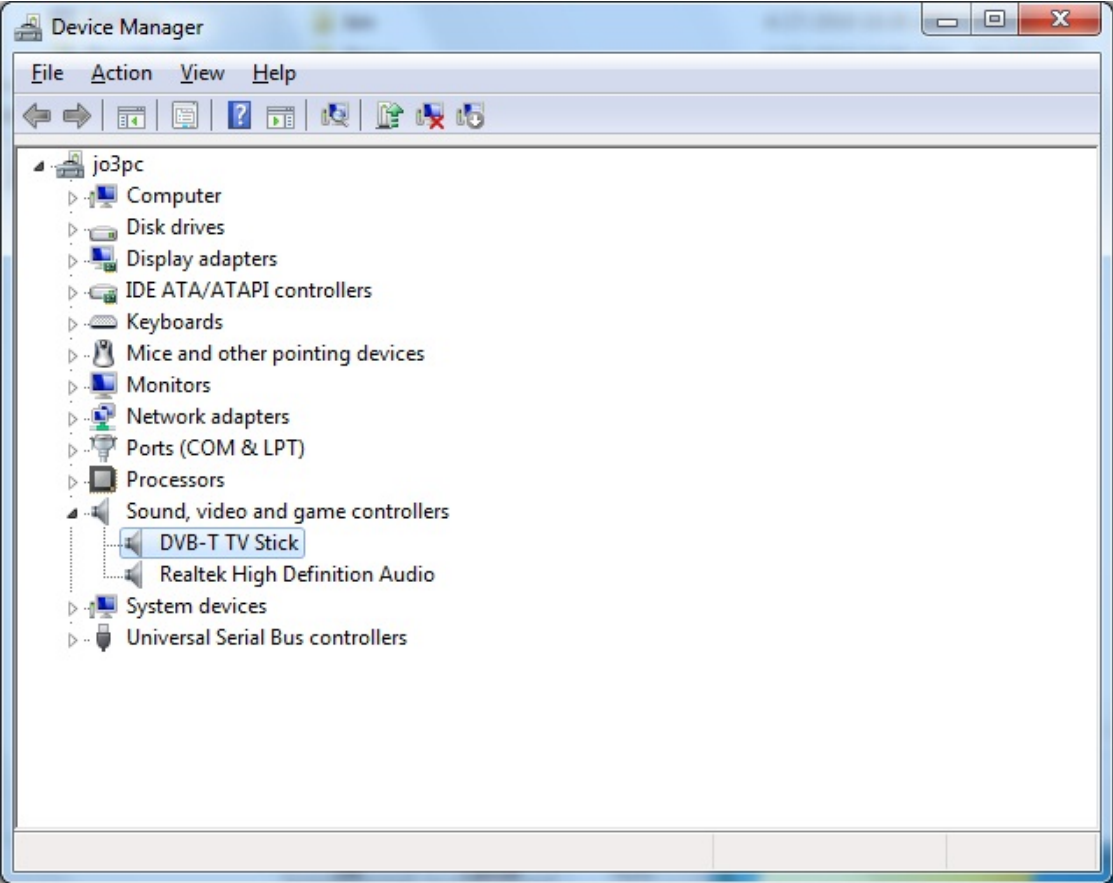 Device Manager
File Action View Help
jo3pc
Computer
Disk drives
Display adapters
IDE ATA/ATAPI controllers
Keyboards
Mice and other pointing devices
Monitors
Network adapters
Ports (COM & LPT)
Processors
Sound, video and game controllers
DVB-T TV Stick
Realtek High Definition Audio
System devices
Universal Serial Bus controllers